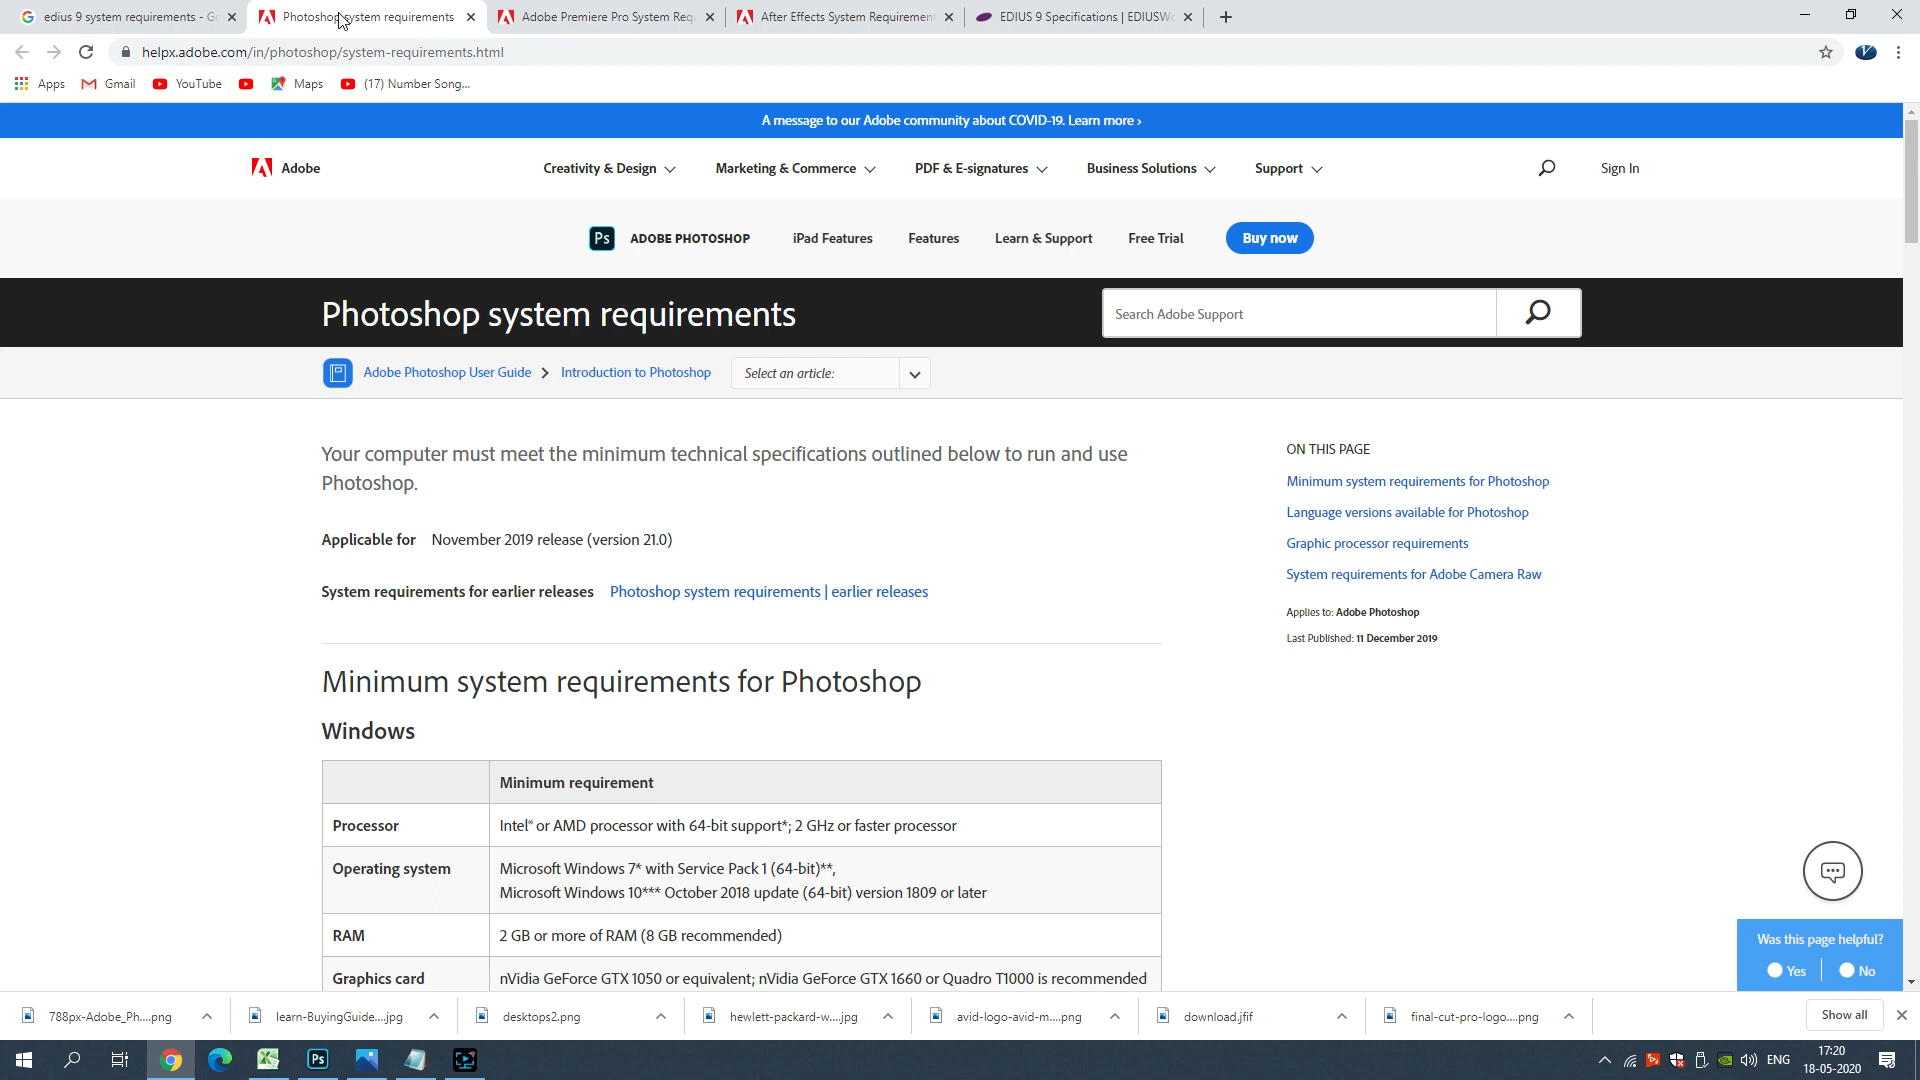 edius 9 system requirements - G
Photoshop system requirements
Adobe Premiere Pro System Req
After Effects System Requirement
EDIUS 9 Specifications | EDIUSWo
helpx.adobe.com/in/photoshop/system-requirements.html
Apps
Gmail
YouTube
Maps
(17) Number Song...
A message to our Adobe community about COVID-19. Learn more ›
Adobe
Creativity & Design
Marketing & Commerce
PDF & E-signatures
Business Solutions
Support
Sign In
Ps
ADOBE PHOTOSHOP
iPad Features
Features
Learn & Support
Free Trial
Buy now
Photoshop system requirements
Search Adobe Support
Adobe Photoshop User Guide
Introduction to Photoshop
Select an article:
Your computer must meet the minimum technical specifications outlined below to run and use
Photoshop.
Applicable for November 2019 release (version 21.0)
System requirements for earlier releases Photoshop system requirements | earlier releases
ON THIS PAGE
Minimum system requirements for Photoshop
Language versions available for Photoshop
Graphic processor requirements
System requirements for Adobe Camera Raw
Applies to: Adobe Photoshop
Last Published: 11 December 2019
Minimum system requirements for Photoshop
Windows
Minimum requirement
Processor
Intel® or AMD processor with 64-bit support*; 2 GHz or faster processor
Operating system
Microsoft Windows 7* with Service Pack 1 (64-bit)**,
Microsoft Windows 10*** October 2018 update (64-bit) version 1809 or later
RAM
2 GB or more of RAM (8 GB recommended)
Graphics card
nVidia GeForce GTX 1050 or equivalent; nVidia GeForce GTX 1660 or Quadro T1000 is recommended
Was this page helpful?
Yes
No
788px-Adobe_Ph....png
learn-BuyingGuide....jpg
desktops2.png
hewlett-packard-w....jpg
avid-logo-avid-m....png
download.jfif
final-cut-pro-logo....png
Show all
Ps
ENG
17:20
18-05-2020